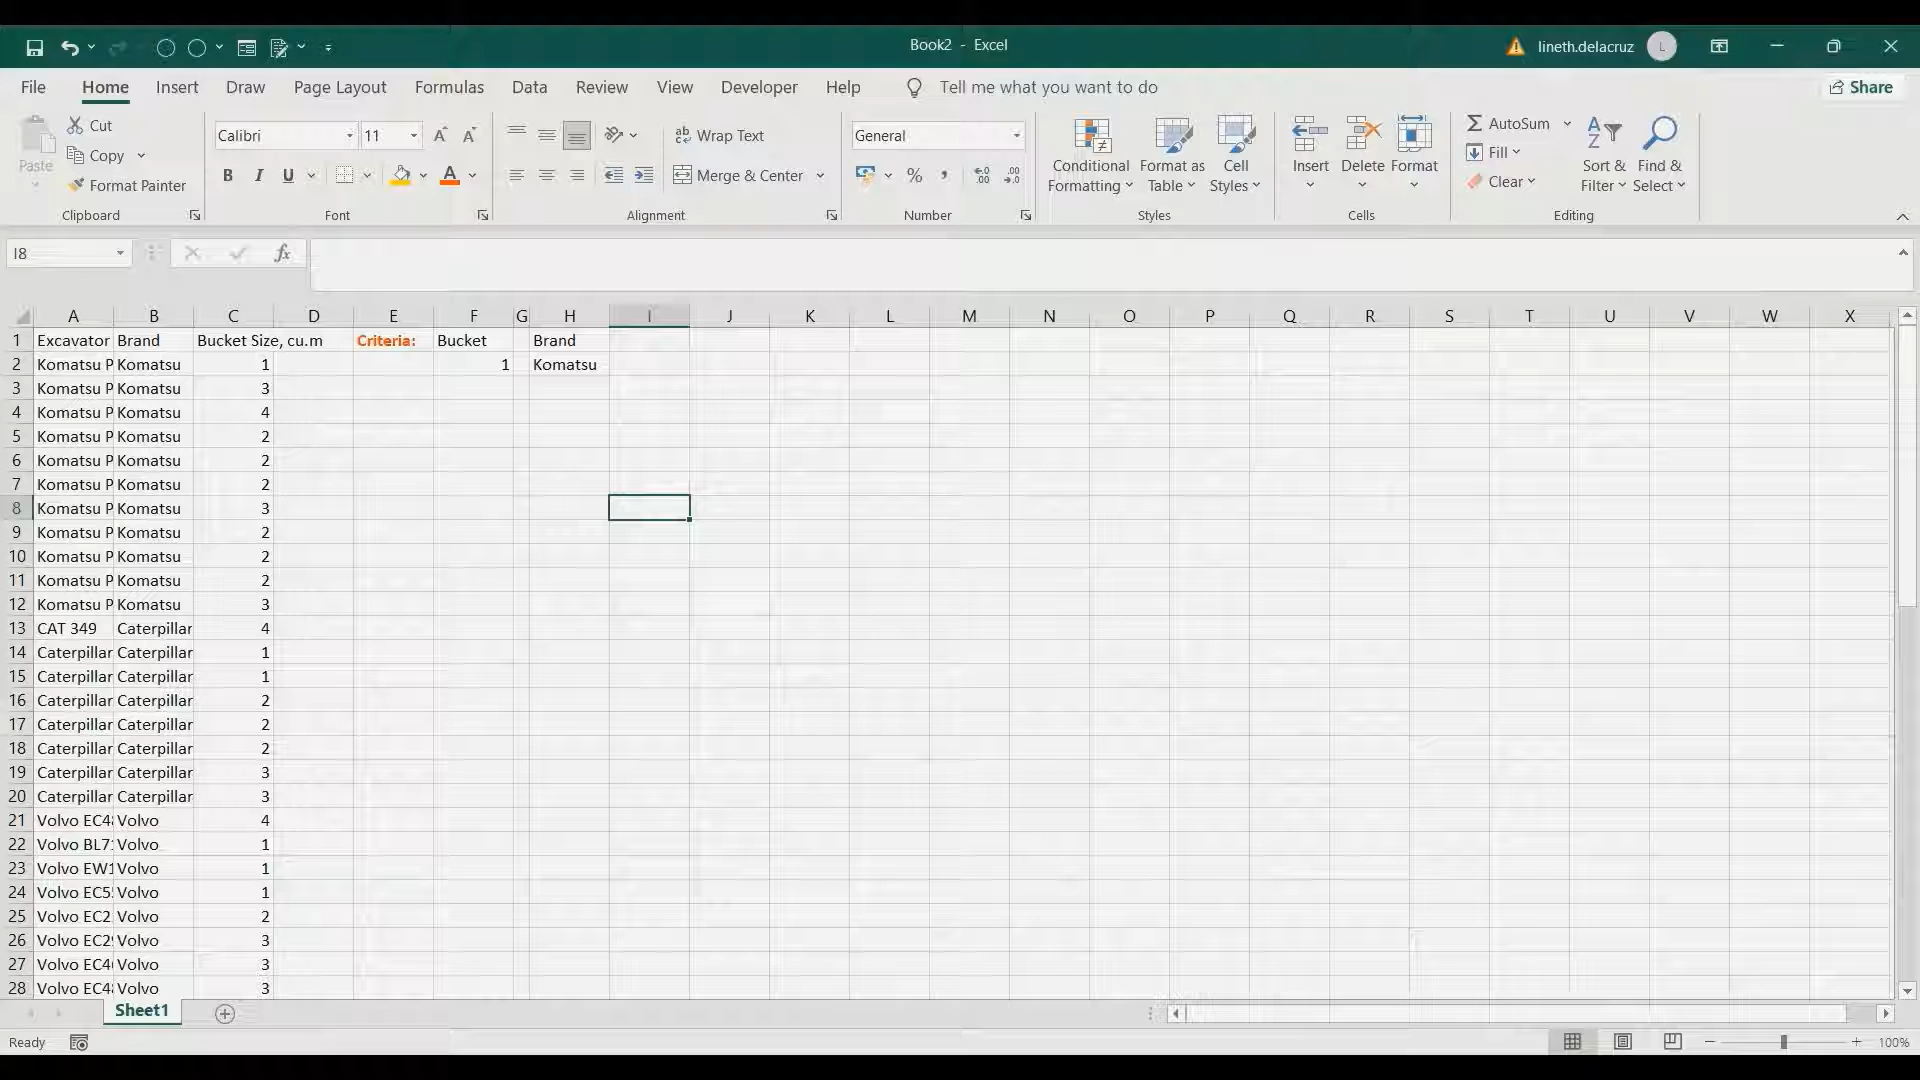 Book2 - Excel
lineth.delacruz L
File Home Insert Draw Page Layout Formulas Data Review View Developer Help Tell me what you want to do Share
Paste Cut Copy Format Painter Clipboard
Calibri 11 A A B I U A Font
ab Wrap Text Merge & Center Alignment
General % , .00 Number
Conditional Formatting Format as Table Cell Styles Styles
Insert Delete Format Cells
AutoSum Fill Clear Sort & Filter Find & Select Editing
I8 fx
A B C D E F G H I J K L M N O P Q R S T U V W X
1 Excavator Brand Bucket Size, cu.m Criteria: Bucket Brand
2 Komatsu P Komatsu 1 1 Komatsu
3 Komatsu P Komatsu 3
4 Komatsu P Komatsu 4
5 Komatsu P Komatsu 2
6 Komatsu P Komatsu 2
7 Komatsu P Komatsu 2
8 Komatsu P Komatsu 3
9 Komatsu P Komatsu 2
10 Komatsu P Komatsu 2
11 Komatsu P Komatsu 2
12 Komatsu P Komatsu 3
13 CAT 349 Caterpillar 4
14 Caterpillar Caterpillar 1
15 Caterpillar Caterpillar 1
16 Caterpillar Caterpillar 2
17 Caterpillar Caterpillar 2
18 Caterpillar Caterpillar 2
19 Caterpillar Caterpillar 3
20 Caterpillar Caterpillar 3
21 Volvo EC48 Volvo 4
22 Volvo BL71 Volvo 1
23 Volvo EW1 Volvo 1
24 Volvo EC55 Volvo 1
25 Volvo EC2 Volvo 2
26 Volvo EC29 Volvo 3
27 Volvo EC46 Volvo 3
28 Volvo EC48 Volvo 3
Sheet1
Ready 100%